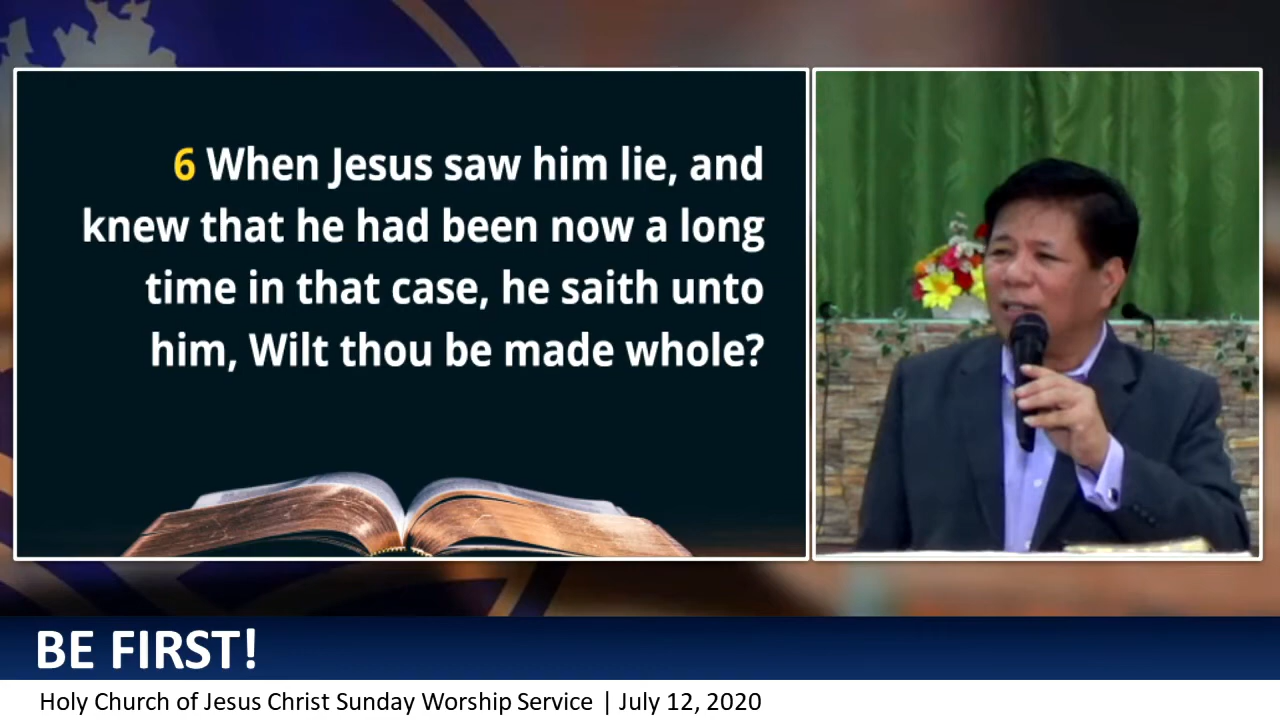 6 When Jesus saw him lie, and
knew that he had been now a long
time in that case, he saith unto
him, Wilt thou be made whole?
BE FIRST!
Holy Church of Jesus Christ Sunday Worship Service | July 12, 2020